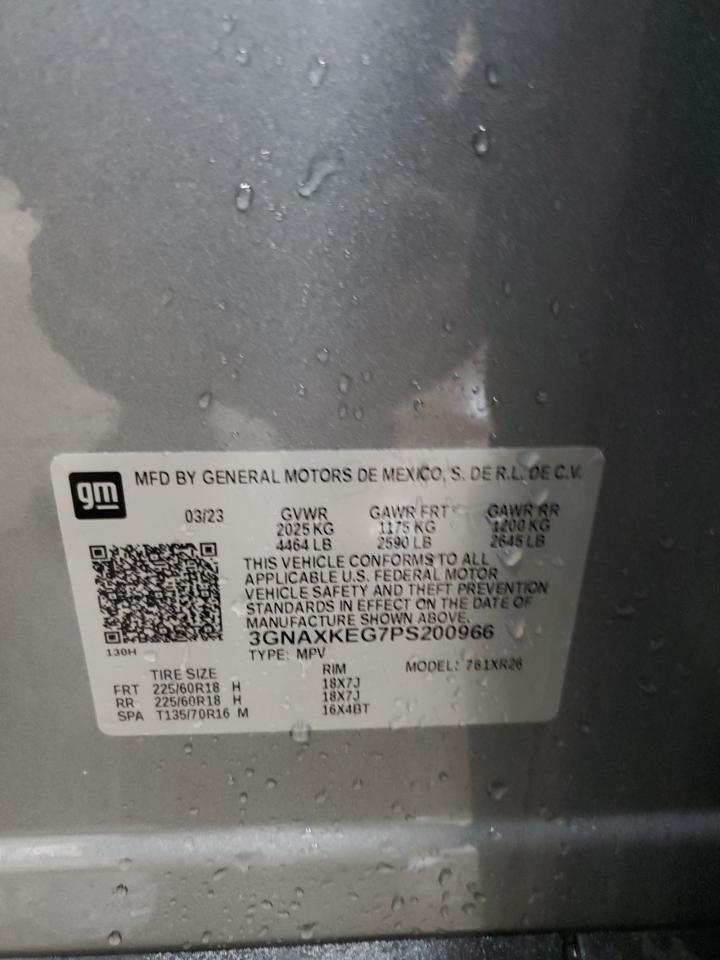 gm
MFD BY GENERAL MOTORS DE MEXICO, S. DE R.L. DE C.V.
03/23 GVWR GAWR FRT GAWR RR
2025 KG 1175 KG 1200 KG
4464 LB 2590 LB 2645 LB
THIS VEHICLE CONFORMS TO ALL
APPLICABLE U.S. FEDERAL MOTOR
VEHICLE SAFETY AND THEFT PREVENTION
STANDARDS IN EFFECT ON THE DATE OF
MANUFACTURE SHOWN ABOVE.
3GNAXKEG7PS200966
130H
TYPE: MPV MODEL: 761XR26
TIRE SIZE RIM
FRT 225/60R18 H 18X7J
RR 225/60R18 H 18X7J
SPA T135/70R16 M 16X4BT